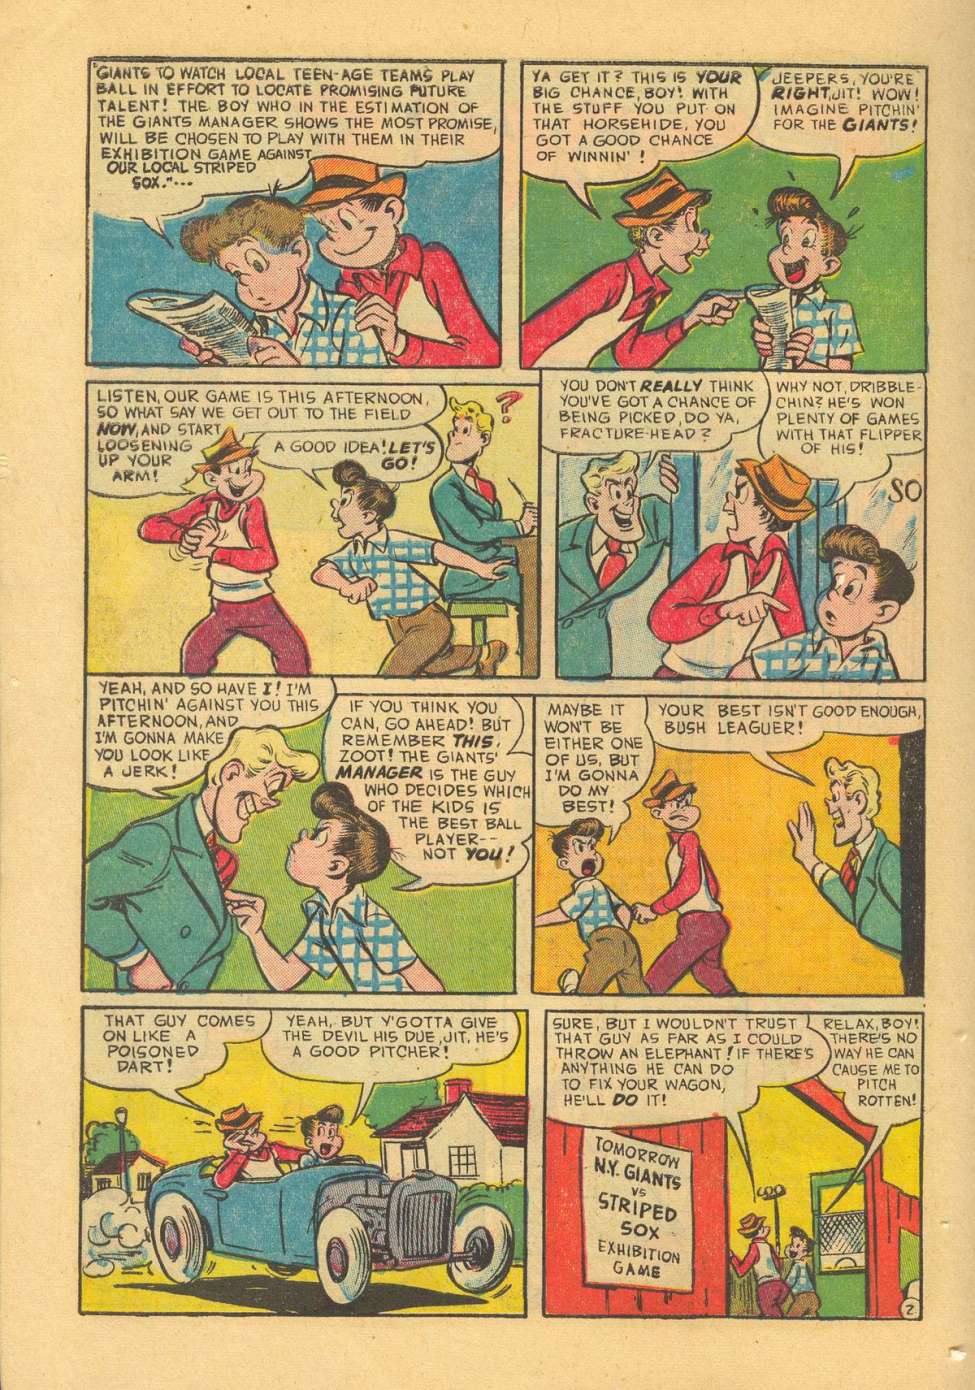 "GIANTS TO WATCH LOCAL TEEN-AGE TEAMS PLAY
BALL IN EFFORT TO LOCATE PROMISING FUTURE
TALENT! THE BOY WHO IN THE ESTIMATION OF
THE GIANTS MANAGER SHOWS THE MOST PROMISE,
WILL BE CHOSEN TO PLAY WITH THEM IN THEIR
EXHIBITION GAME AGAINST
OUR LOCAL STRIPED
SOX."...
YA GET IT? THIS IS YOUR
BIG CHANCE, BOY! WITH
THE STUFF YOU PUT ON
THAT HORSEHIDE, YOU
GOT A GOOD CHANCE
OF WINNIN'!
JEEPERS, YOU'RE
RIGHT, JIT! WOW!
IMAGINE PITCHIN'
FOR THE GIANTS!
LISTEN, OUR GAME IS THIS AFTERNOON,
SO WHAT SAY WE GET OUT TO THE FIELD
NOW, AND START
LOOSENING
UP YOUR
ARM!
A GOOD IDEA! LET'S
GO!
?
YOU DON'T REALLY THINK
YOU'VE GOT A CHANCE OF
BEING PICKED, DO YA,
FRACTURE-HEAD?
WHY NOT, DRIBBLE-
CHIN? HE'S WON
PLENTY OF GAMES
WITH THAT FLIPPER
OF HIS!
SO
YEAH, AND SO HAVE I! I'M
PITCHIN' AGAINST YOU THIS
AFTERNOON, AND
I'M GONNA MAKE
YOU LOOK LIKE
A JERK!
IF YOU THINK YOU
CAN, GO AHEAD! BUT
REMEMBER THIS,
ZOOT! THE GIANTS'
MANAGER IS THE GUY
WHO DECIDES WHICH
OF THE KIDS IS
THE BEST BALL
PLAYER--
NOT YOU!
MAYBE IT
WON'T BE
EITHER ONE
OF US, BUT
I'M GONNA
DO MY
BEST!
YOUR BEST ISN'T GOOD ENOUGH,
BUSH LEAGUER!
THAT GUY COMES
ON LIKE A
POISONED
DART!
YEAH, BUT Y'GOTTA GIVE
THE DEVIL HIS DUE, JIT. HE'S
A GOOD PITCHER!
SURE, BUT I WOULDN'T TRUST
THAT GUY AS FAR AS I COULD
THROW AN ELEPHANT! IF THERE'S
ANYTHING HE CAN DO
TO FIX YOUR WAGON,
HE'LL DO IT!
RELAX, BOY!
THERE'S NO
WAY HE CAN
CAUSE ME TO
PITCH
ROTTEN!
TOMORROW
N.Y. GIANTS
VS
STRIPED
SOX
EXHIBITION
GAME
2